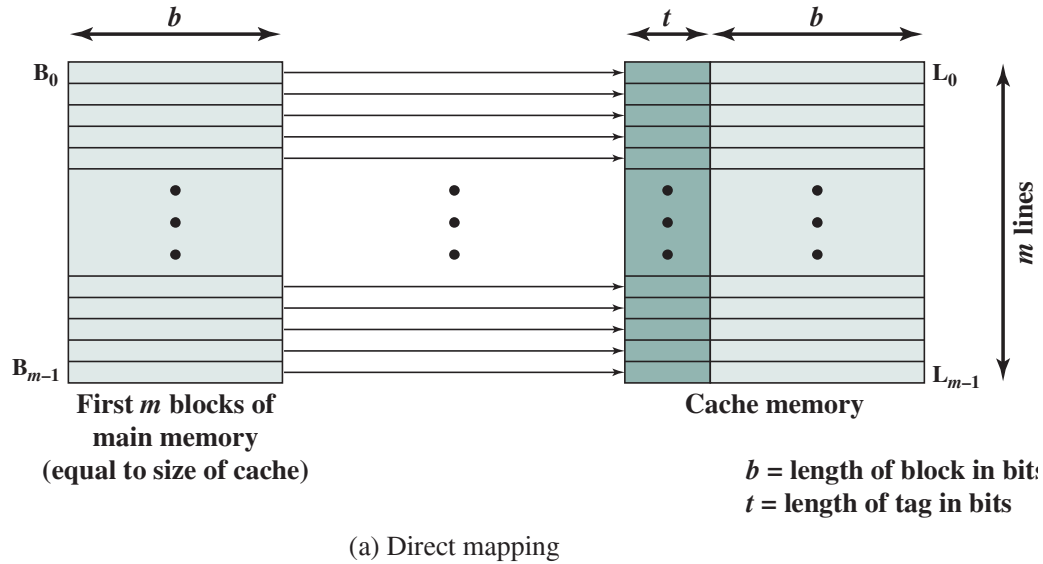 b
t
b
B0
L0
m lines
Bm–1
Lm–1
First m blocks of
main memory
(equal to size of cache)
Cache memory
b = length of block in bits
t = length of tag in bits
(a) Direct mapping